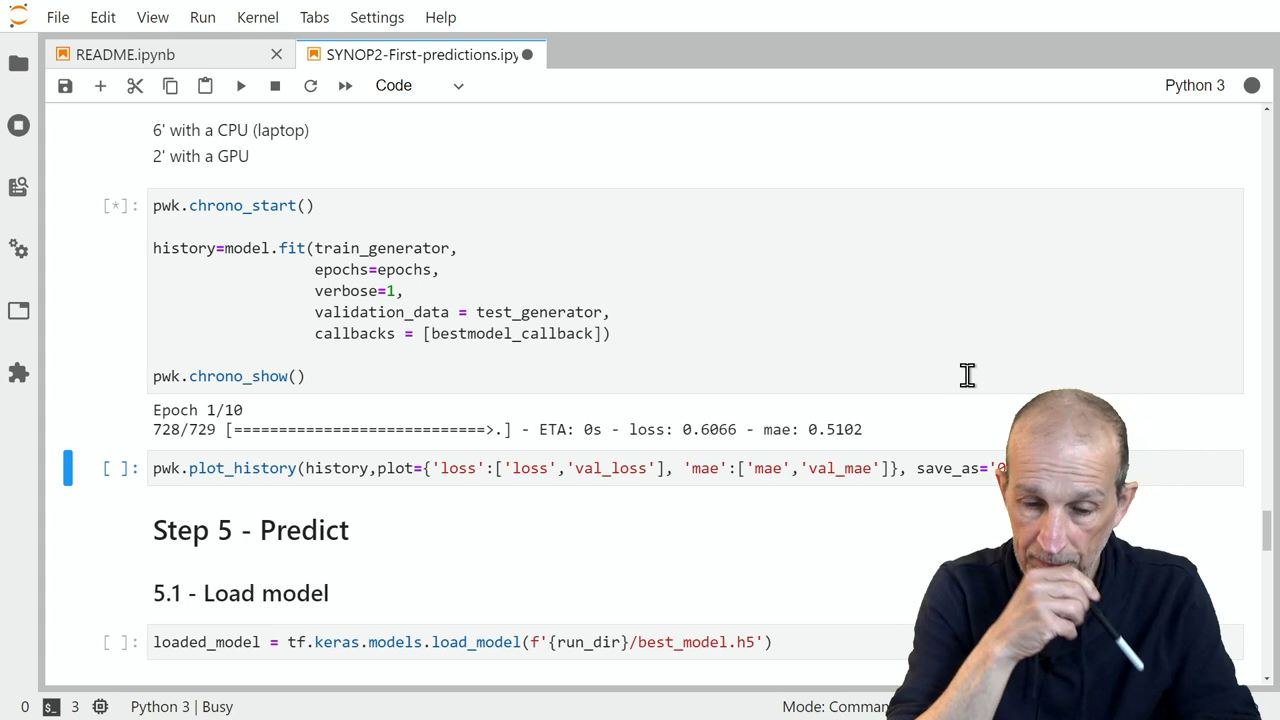 File Edit View Run Kernel Tabs Settings Help
README.ipynb SYNOP2-First-predictions.ipy
Code Python 3
6' with a CPU (laptop)
2' with a GPU
[*]: pwk.chrono_start()
history=model.fit(train_generator,
epochs=epochs,
verbose=1,
validation_data = test_generator,
callbacks = [bestmodel_callback])
pwk.chrono_show()
Epoch 1/10
728/729 [============================>.] - ETA: 0s - loss: 0.6066 - mae: 0.5102
[ ]: pwk.plot_history(history,plot={'loss':['loss','val_loss'], 'mae':['mae','val_mae']}, save_as='0
Step 5 - Predict
5.1 - Load model
[ ]: loaded_model = tf.keras.models.load_model(f'{run_dir}/best_model.h5')
0 $_ 3 Python 3 | Busy Mode: